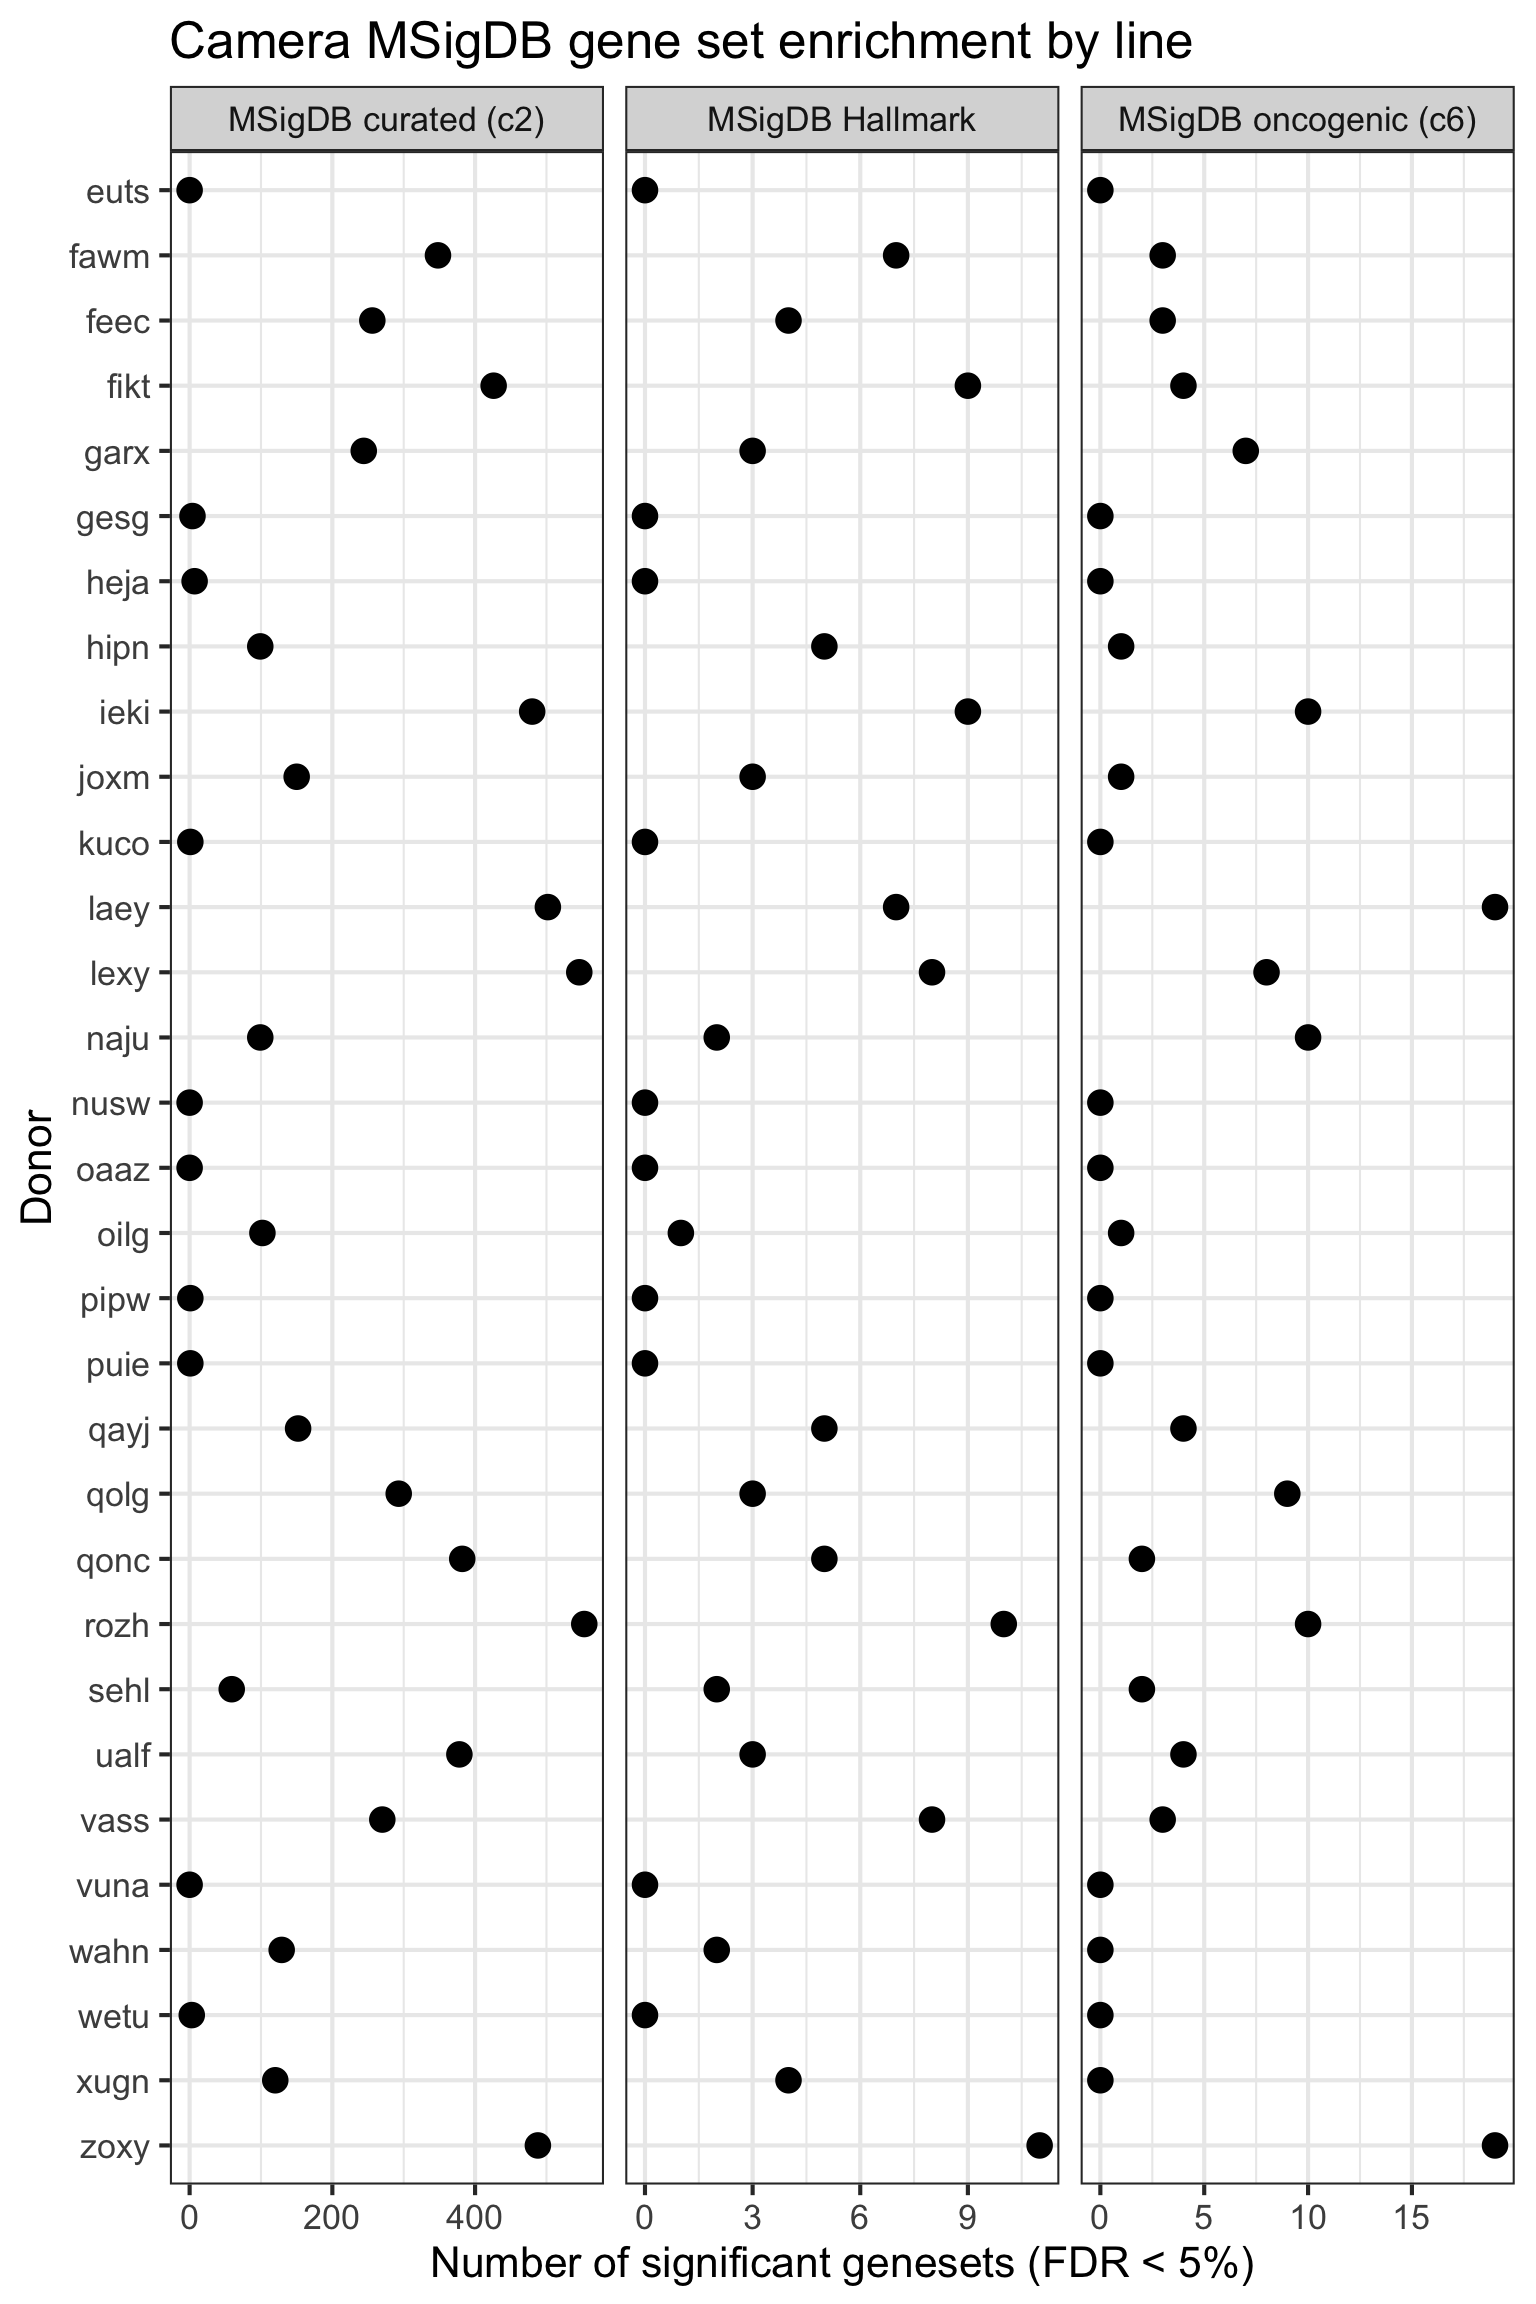 Camera MSigDB gene set enrichment by line
MSigDB curated (c2)
MSigDB Hallmark
MSigDB oncogenic (c6)
Donor
euts
fawm
feec
fikt
garx
gesg
heja
hipn
ieki
joxm
kuco
laey
lexy
naju
nusw
oaaz
oilg
pipw
puie
qayj
qolg
qonc
rozh
sehl
ualf
vass
vuna
wahn
wetu
xugn
zoxy
0 200 400
0 3 6 9
0 5 10 15
Number of significant genesets (FDR < 5%)